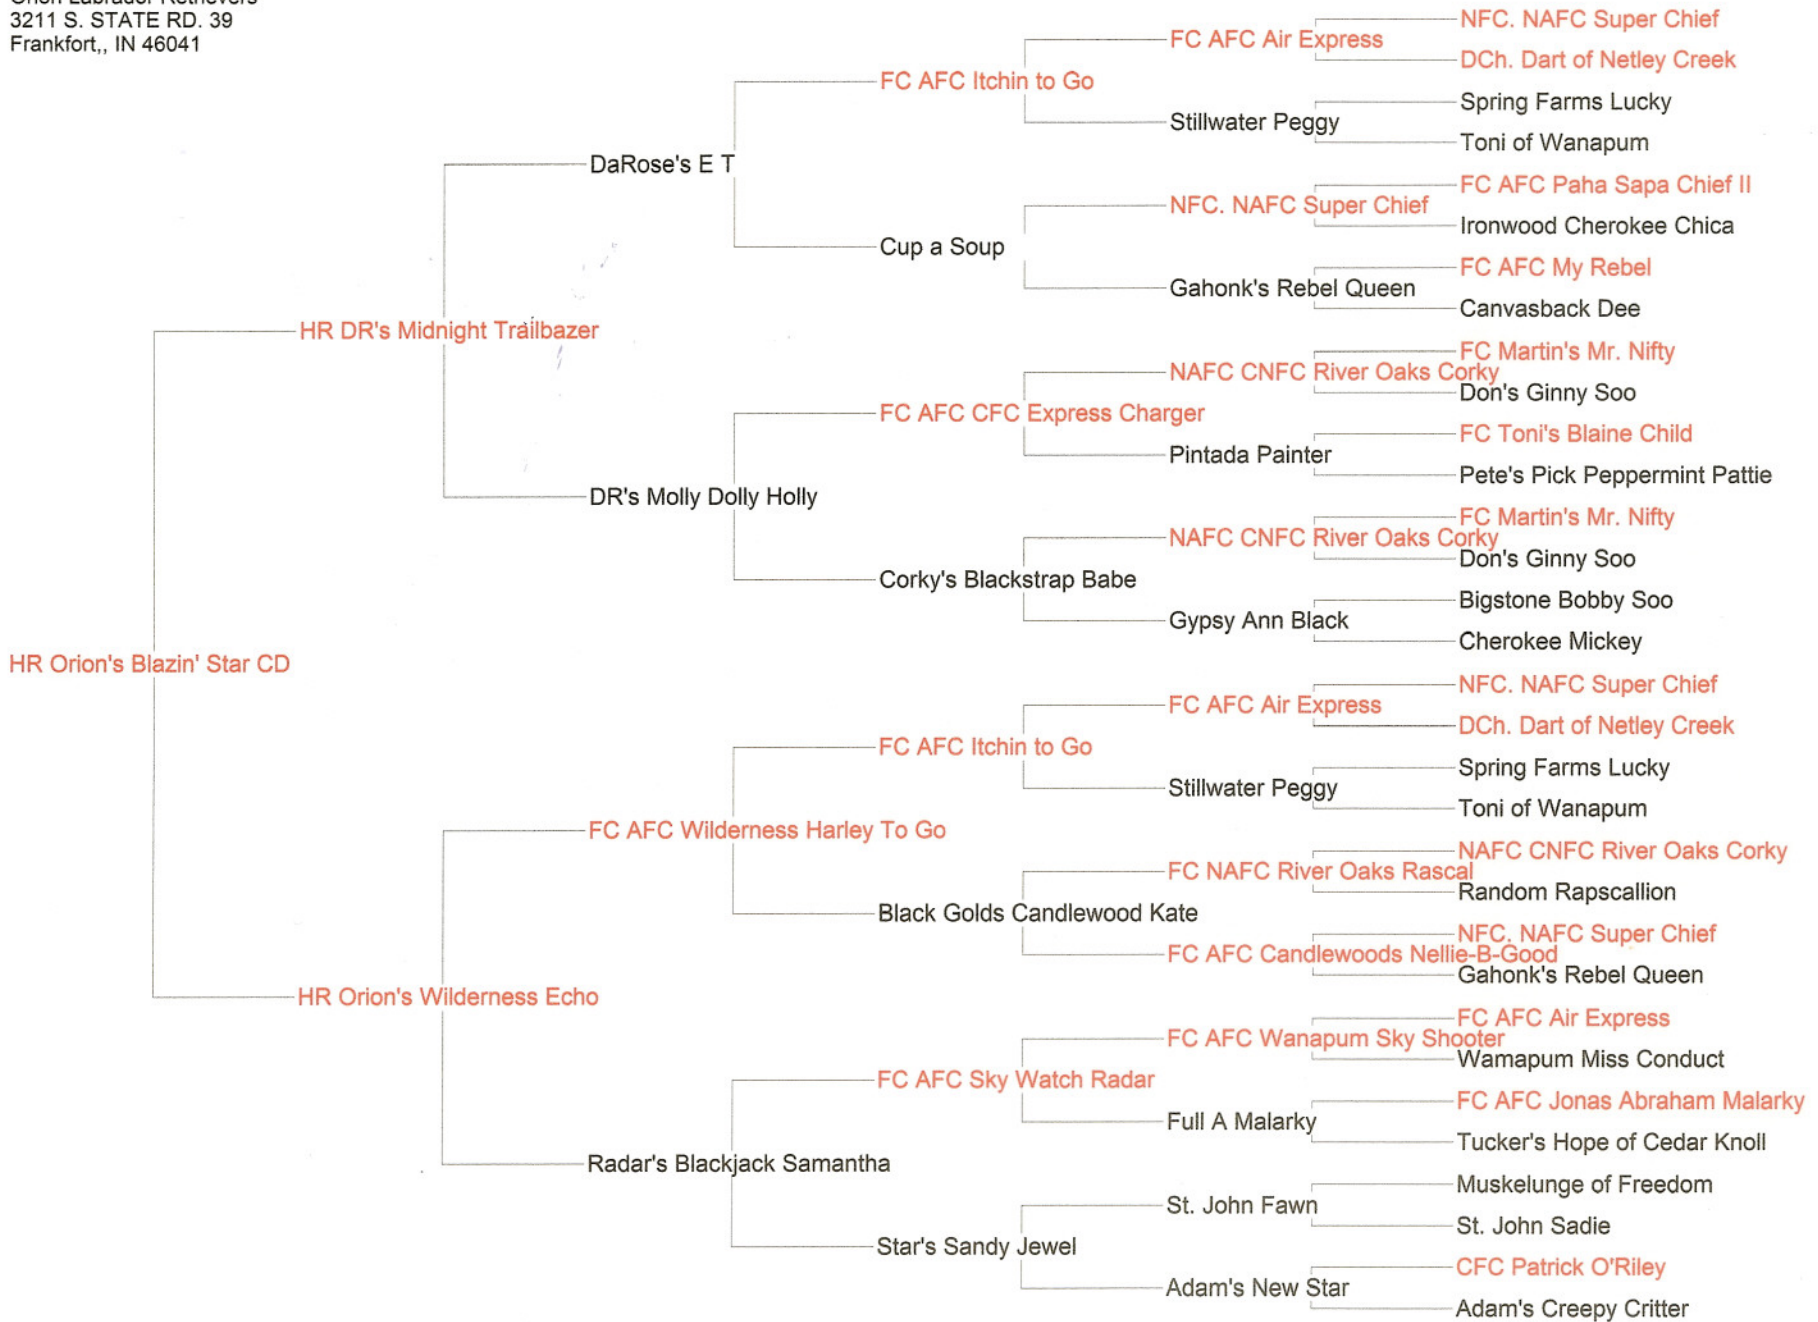 Orion Labrador Retrievers
3211 S. STATE RD. 39
Frankfort,, IN 46041
NFC. NAFC Super Chief
FC AFC Air Express
DCh. Dart of Netley Creek
FC AFC Itchin to Go
Spring Farms Lucky
Stillwater Peggy
Toni of Wanapum
DaRose's E T
FC AFC Paha Sapa Chief II
NFC. NAFC Super Chief
Ironwood Cherokee Chica
Cup a Soup
FC AFC My Rebel
Gahonk's Rebel Queen
Canvasback Dee
HR DR's Midnight Trailbazer
FC Martin's Mr. Nifty
NAFC CNFC River Oaks Corky
Don's Ginny Soo
FC AFC CFC Express Charger
FC Toni's Blaine Child
Pintada Painter
Pete's Pick Peppermint Pattie
DR's Molly Dolly Holly
FC Martin's Mr. Nifty
NAFC CNFC River Oaks Corky
Don's Ginny Soo
Corky's Blackstrap Babe
Bigstone Bobby Soo
Gypsy Ann Black
Cherokee Mickey
HR Orion's Blazin' Star CD
NFC. NAFC Super Chief
FC AFC Air Express
DCh. Dart of Netley Creek
FC AFC Itchin to Go
Spring Farms Lucky
Stillwater Peggy
Toni of Wanapum
FC AFC Wilderness Harley To Go
NAFC CNFC River Oaks Corky
FC NAFC River Oaks Rascal
Random Rapscallion
Black Golds Candlewood Kate
NFC. NAFC Super Chief
FC AFC Candlewoods Nellie-B-Good
Gahonk's Rebel Queen
HR Orion's Wilderness Echo
FC AFC Air Express
FC AFC Wanapum Sky Shooter
Wamapum Miss Conduct
FC AFC Sky Watch Radar
FC AFC Jonas Abraham Malarky
Full A Malarky
Tucker's Hope of Cedar Knoll
Radar's Blackjack Samantha
Muskelunge of Freedom
St. John Fawn
St. John Sadie
Star's Sandy Jewel
CFC Patrick O'Riley
Adam's New Star
Adam's Creepy Critter